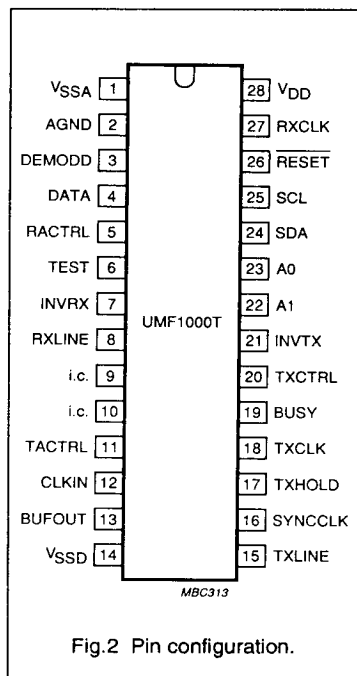 VSSA 1 28 VDD
AGND 2 27 RXCLK
DEMODD 3 26 RESET
DATA 4 25 SCL
RACTRL 5 24 SDA
TEST 6 23 A0
INVRX 7 22 A1
UMF1000T
RXLINE 8 21 INVTX
i.c. 9 20 TXCTRL
i.c. 10 19 BUSY
TACTRL 11 18 TXCLK
CLKIN 12 17 TXHOLD
BUFOUT 13 16 SYNCCLK
VSSD 14 15 TXLINE
MBC313
Fig.2 Pin configuration.